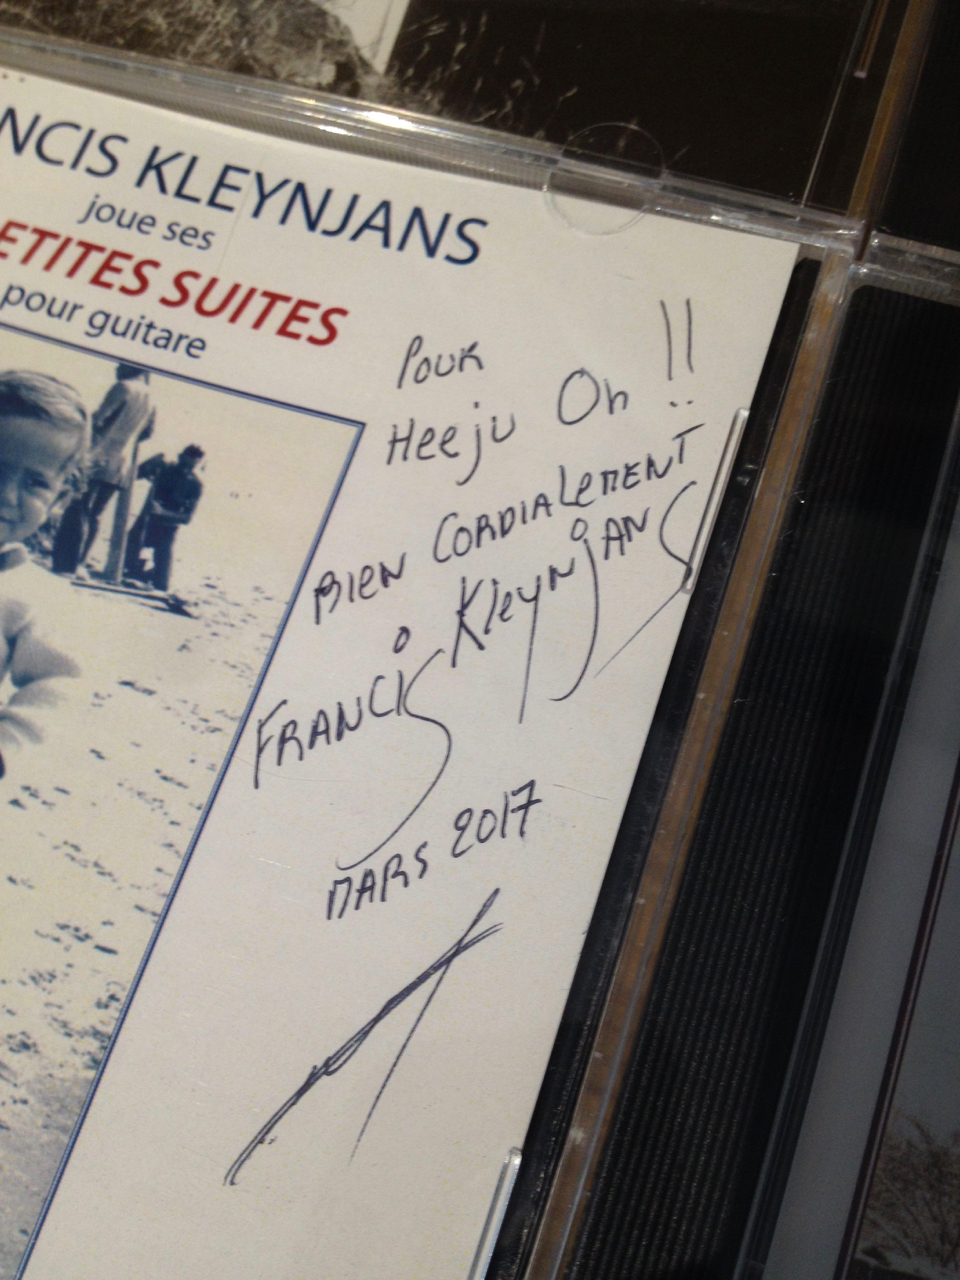 NCIS KLEYNJANS
joue ses
ETITES SUITES
pour guitare
POUR
Heeju Oh !!
BIEN CORDIALEMENT
FRANCIS KleynjANS
MARS 2017